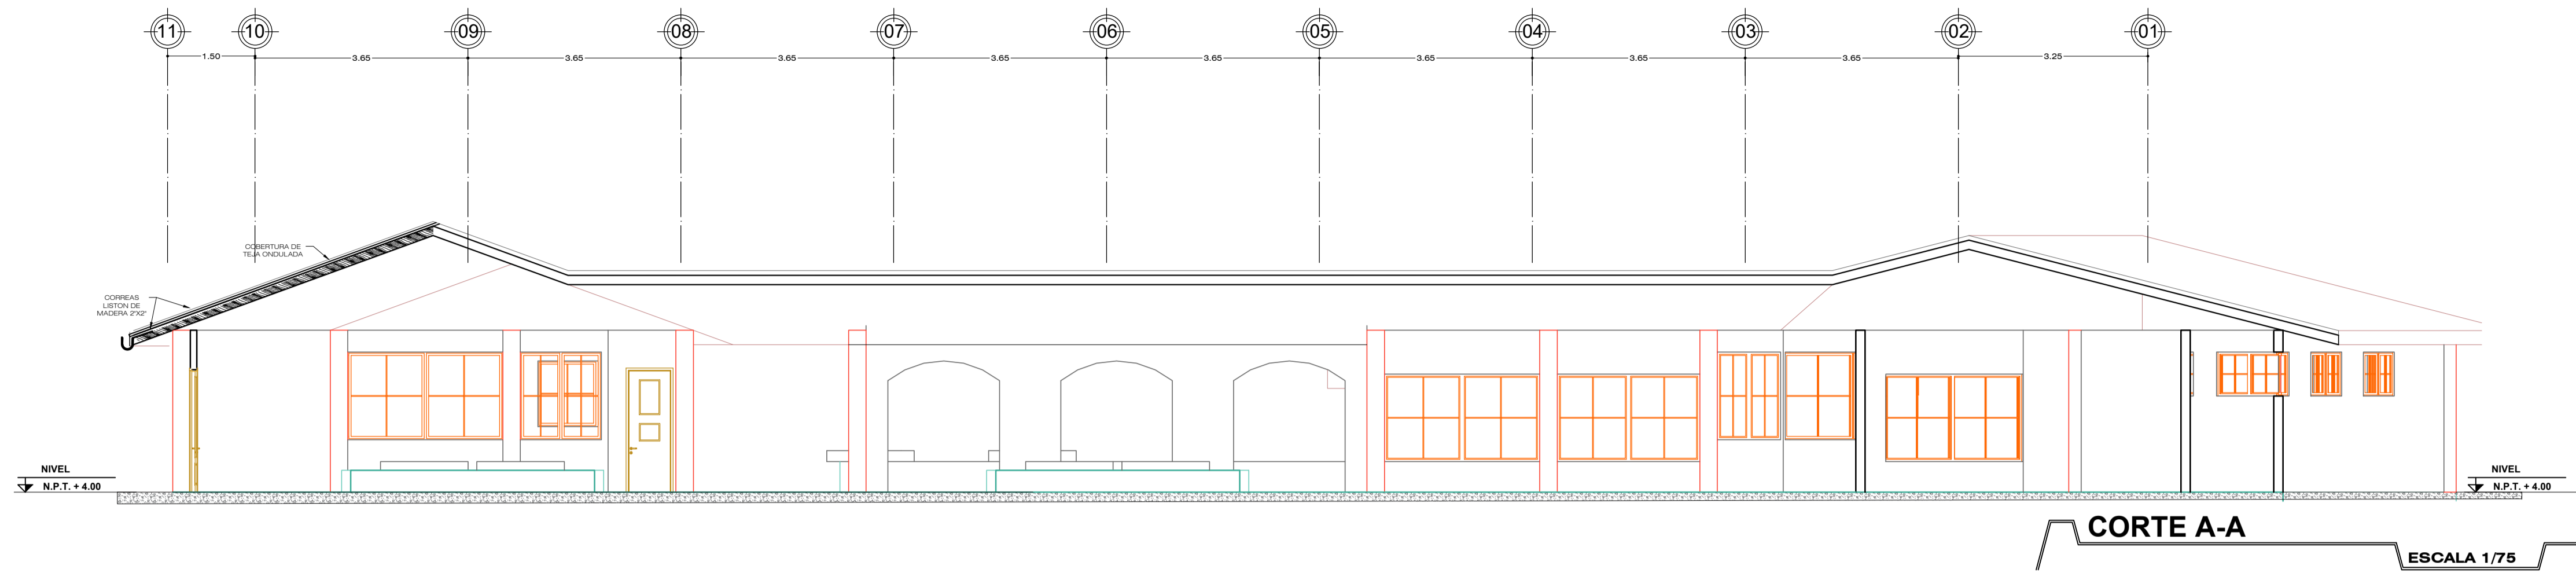 11 10 09 08 07 06 05 04 03 02 01
1.50 3.65 3.65 3.65 3.65 3.65 3.65 3.65 3.65 3.25
COBERTURA DE
TEJA ONDULADA
CORREAS
LISTON DE
MADERA 2"X2"
NIVEL
N.P.T. + 4.00
NIVEL
N.P.T. + 4.00
CORTE A-A
ESCALA 1/75